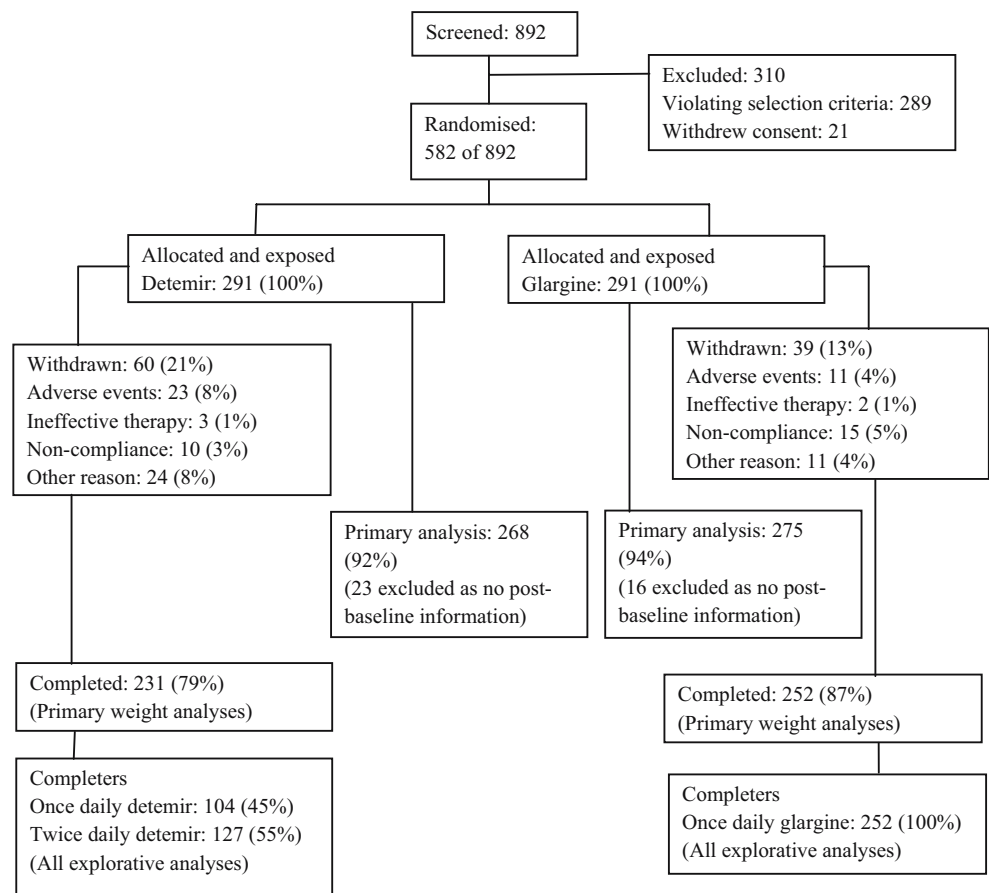 Screened: 892
Excluded: 310
Violating selection criteria: 289
Withdrew consent: 21
Randomised:
582 of 892
Allocated and exposed
Detemir: 291 (100%)
Allocated and exposed
Glargine: 291 (100%)
Withdrawn: 60 (21%)
Adverse events: 23 (8%)
Ineffective therapy: 3 (1%)
Non-compliance: 10 (3%)
Other reason: 24 (8%)
Withdrawn: 39 (13%)
Adverse events: 11 (4%)
Ineffective therapy: 2 (1%)
Non-compliance: 15 (5%)
Other reason: 11 (4%)
Primary analysis: 268
(92%)
(23 excluded as no post-
baseline information)
Primary analysis: 275
(94%)
(16 excluded as no post-
baseline information)
Completed: 231 (79%)
(Primary weight analyses)
Completed: 252 (87%)
(Primary weight analyses)
Completers
Once daily detemir: 104 (45%)
Twice daily detemir: 127 (55%)
(All explorative analyses)
Completers
Once daily glargine: 252 (100%)
(All explorative analyses)